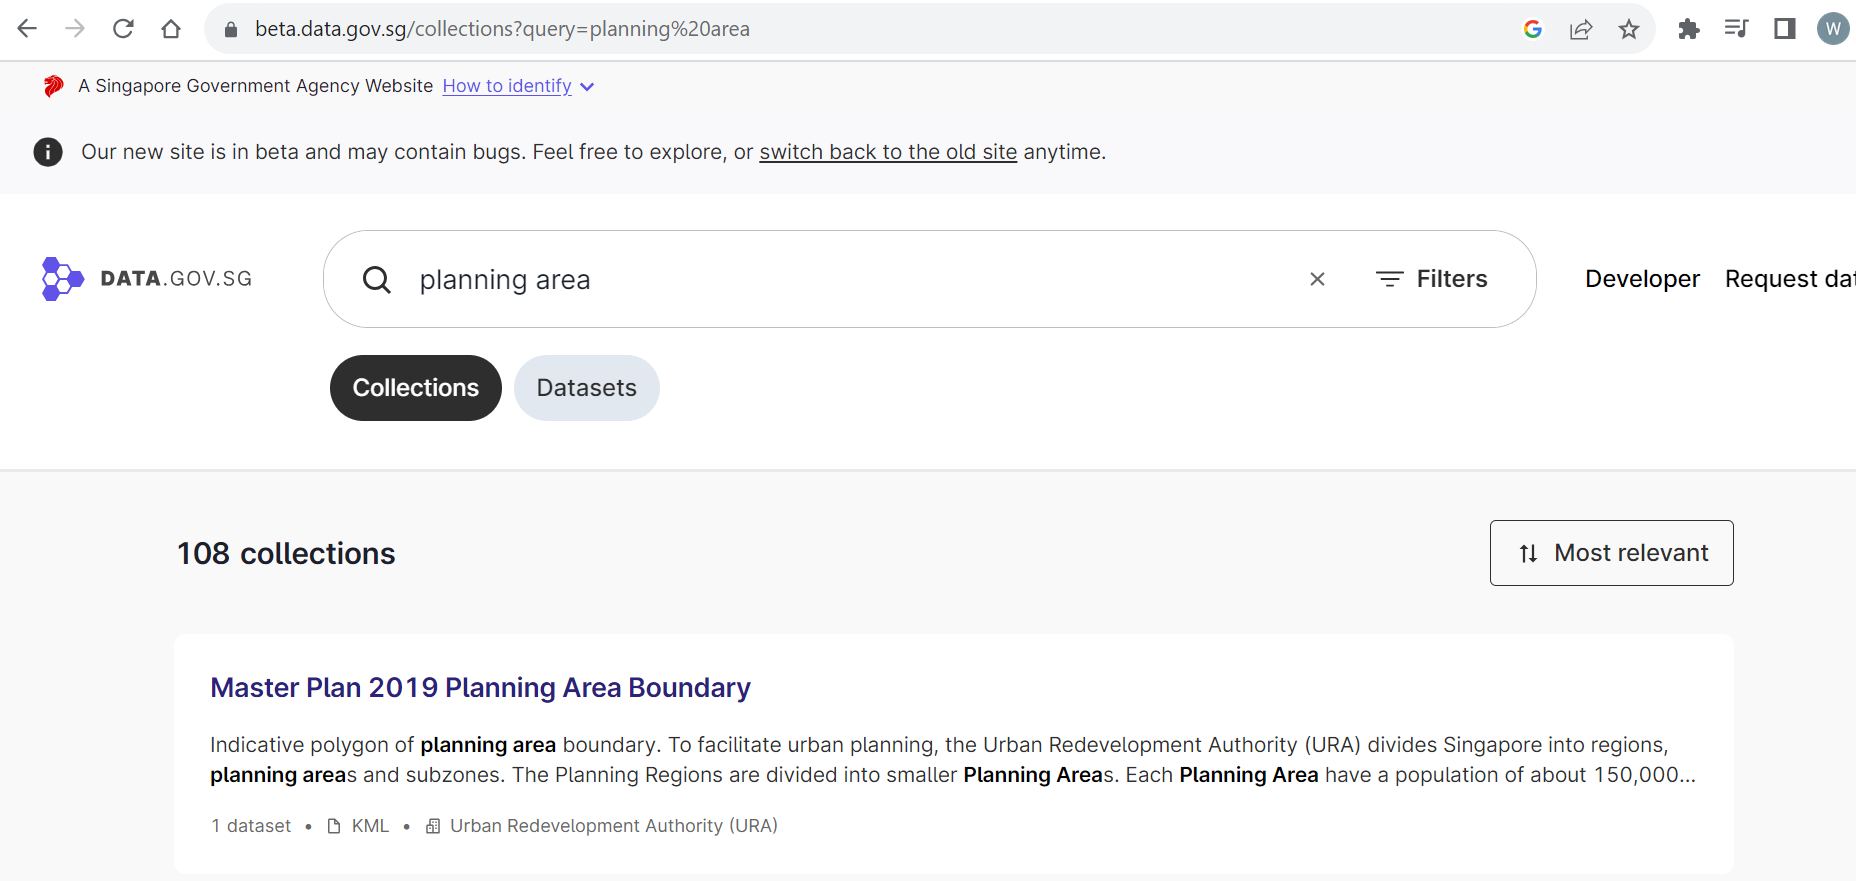 beta.data.gov.sg/collections?query=planning%20area
W
A Singapore Government Agency Website How to identify
Our new site is in beta and may contain bugs. Feel free to explore, or switch back to the old site anytime.
DATA.GOV.SG
planning area
Filters
Developer
Request dat
Collections
Datasets
108 collections
Most relevant
Master Plan 2019 Planning Area Boundary
Indicative polygon of planning area boundary. To facilitate urban planning, the Urban Redevelopment Authority (URA) divides Singapore into regions,
planning areas and subzones. The Planning Regions are divided into smaller Planning Areas. Each Planning Area have a population of about 150,000...
1 dataset • KML • Urban Redevelopment Authority (URA)